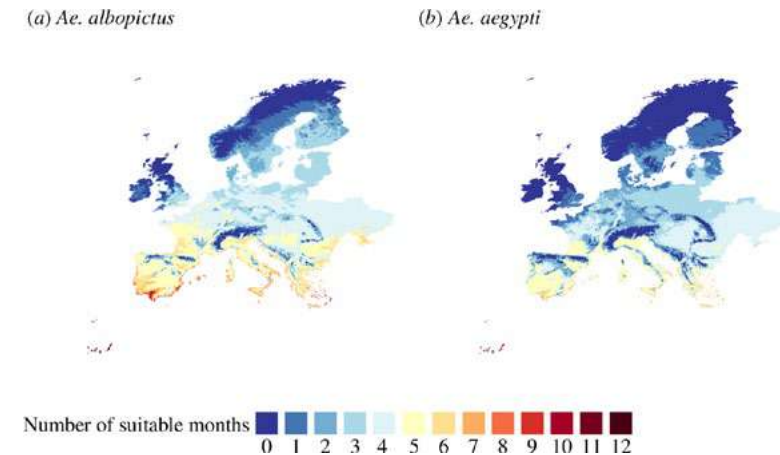 (a) Ae. albopictus
(b) Ae. aegypti
Number of suitable months
0 1 2 3 4 5 6 7 8 9 10 11 12